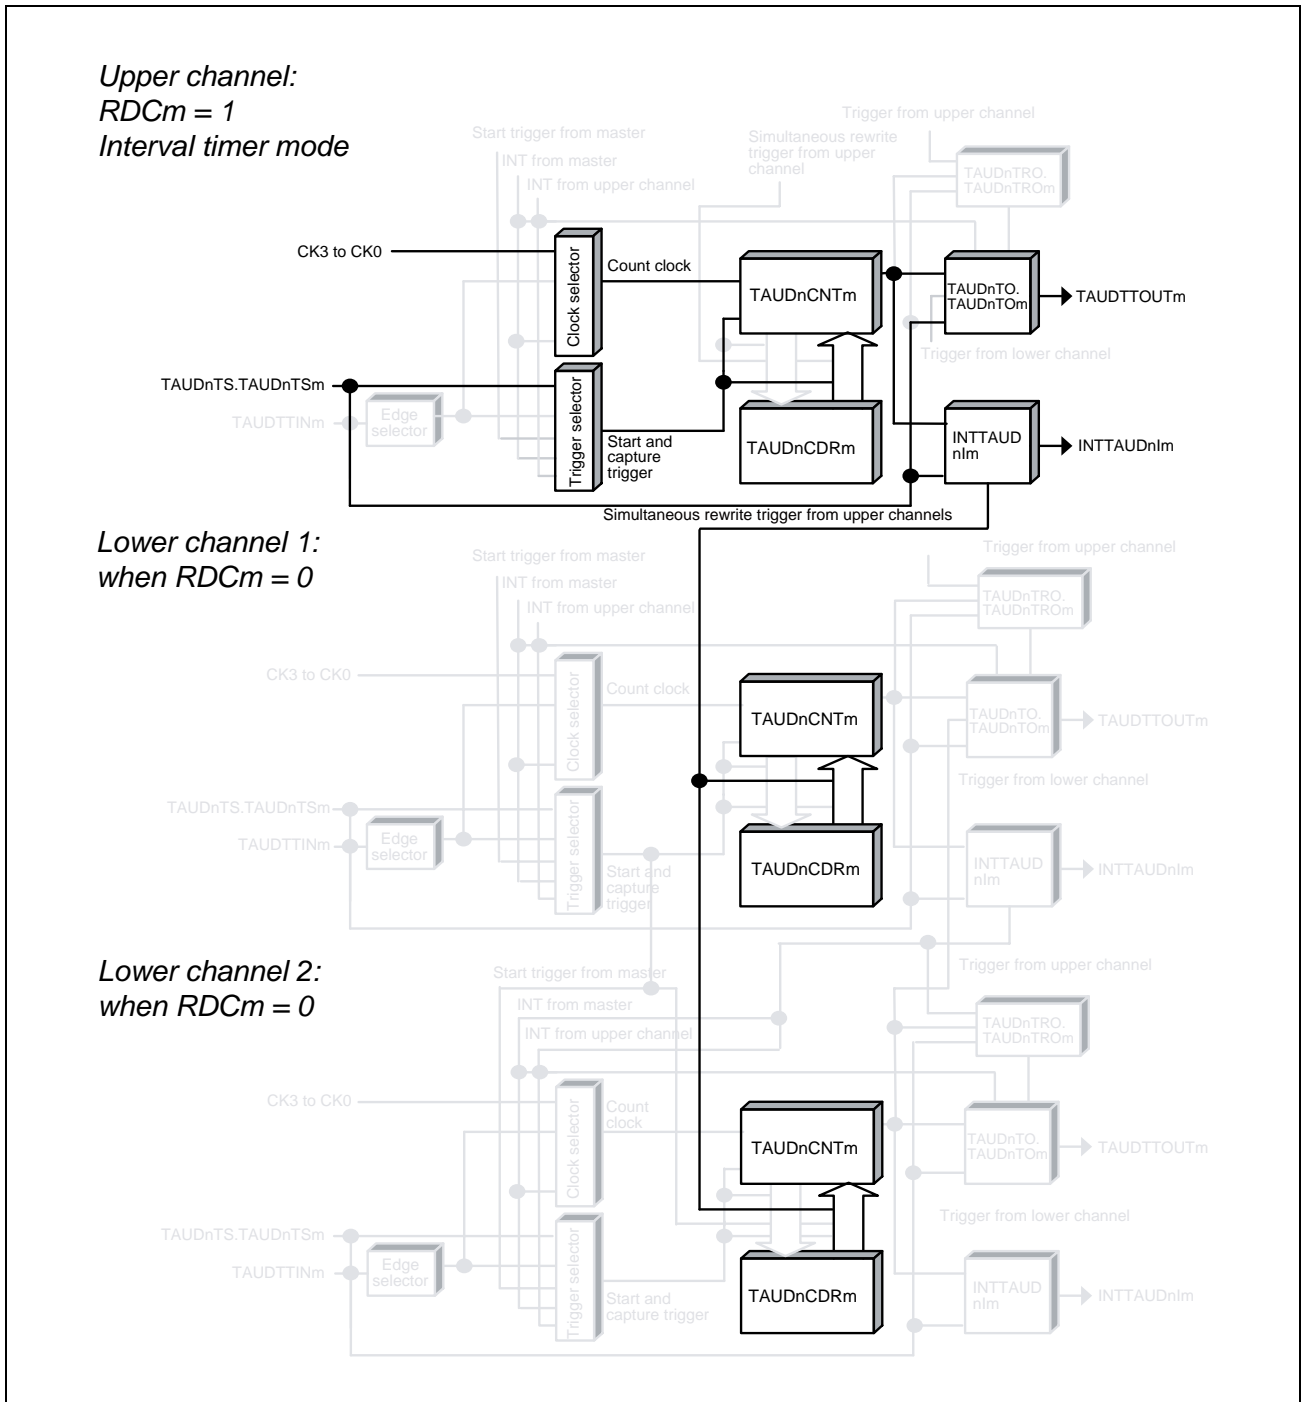 Upper channel:
RDCm = 1
Interval timer mode
Trigger from upper channel
Start trigger from master
Simultaneous rewrite
trigger from upper
channel
INT from master
INT from upper channel
TAUDnTRO.
TAUDnTROm
CK3 to CK0
Clock selector
Count clock
TAUDnCNTm
TAUDnTO.
TAUDnTOm
TAUDTTOUTm
Trigger from lower channel
TAUDnTS.TAUDnTSm
TAUDTTINm
Edge
selector
Trigger selector
Start and
capture
trigger
TAUDnCDRm
INTTAUD
nIm
INTTAUDnIm
Simultaneous rewrite trigger from upper channels
Lower channel 1:
when RDCm = 0
Start trigger from master
Trigger from upper channel
INT from master
INT from upper channel
TAUDnTRO.
TAUDnTROm
CK3 to CK0
Clock selector
Count clock
TAUDnCNTm
TAUDnTO.
TAUDnTOm
TAUDTTOUTm
Trigger from lower channel
TAUDnTS.TAUDnTSm
TAUDTTINm
Edge
selector
Trigger selector
Start and
capture
trigger
TAUDnCDRm
INTTAUD
nIm
INTTAUDnIm
Lower channel 2:
when RDCm = 0
Start trigger from master
Trigger from upper channel
INT from master
INT from upper channel
TAUDnTRO.
TAUDnTROm
CK3 to CK0
Clock selector
Count
clock
TAUDnCNTm
TAUDnTO.
TAUDnTOm
TAUDTTOUTm
Trigger from lower channel
TAUDnTS.TAUDnTSm
TAUDTTINm
Edge
selector
Trigger selector
Start and
capture trigger
TAUDnCDRm
INTTAUD
nIm
INTTAUDnIm